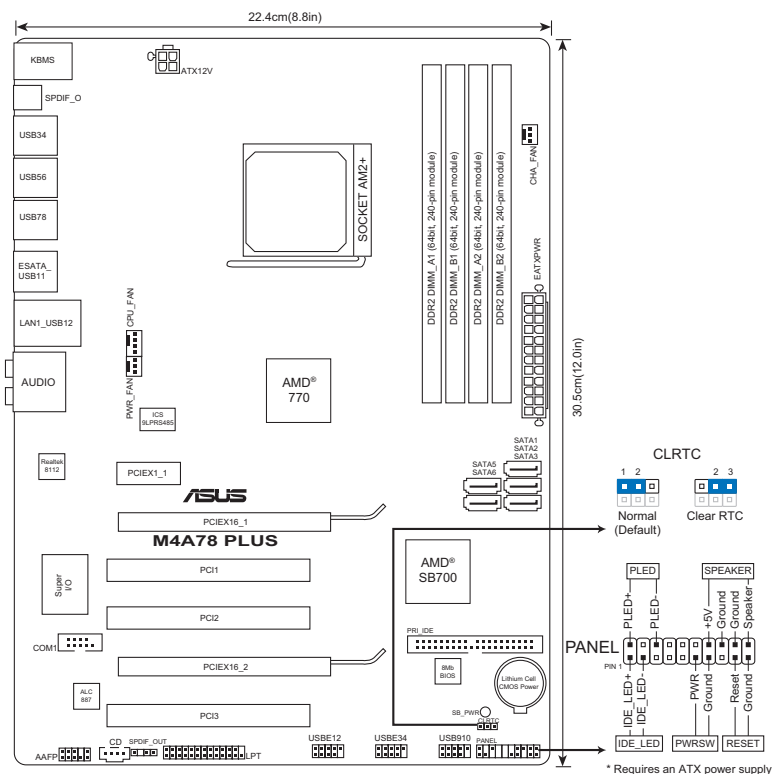 22.4cm(8.8in)
KBMS
ATX12V
SPDIF_O
USB34
USB56
USB78
ESATA_
USB11
LAN1_USB12
AUDIO
CPU_FAN
PWR_FAN
SOCKET AM2+
DDR2 DIMM_A1 (64bit, 240-pin module)
DDR2 DIMM_B1 (64bit, 240-pin module)
DDR2 DIMM_A2 (64bit, 240-pin module)
DDR2 DIMM_B2 (64bit, 240-pin module)
CHA_FAN
EATXPWR
30.5cm(12.0in)
AMD®
770
ICS
9LPRS485
Realtek
8112
PCIEX1_1
SATA1
SATA2
SATA3
SATA5
SATA6
ASUS
PCIEX16_1
M4A78 PLUS
PCI1
AMD®
SB700
Super
I/O
PCI2
COM1
PRI_IDE
PCIEX16_2
8Mb
BIOS
Lithium Cell
CMOS Power
ALC
887
PCI3
SB_PWR
CLRTC
AAFP
CD
SPDIF_OUT
LPT
USBE12
USBE34
USB910
PANEL
CLRTC
1 2
2 3
Normal
(Default)
Clear RTC
PLED
SPEAKER
PLED+
PLED-
+5V
Ground
Ground
Speaker
PANEL
PIN 1
IDE_LED+
IDE_LED-
PWR
Ground
Reset
Ground
IDE_LED
PWRSW
RESET
* Requires an ATX power supply